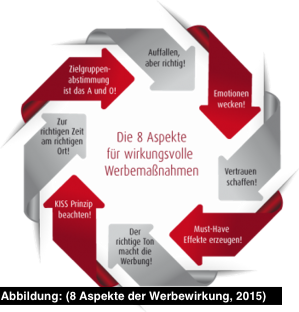 Die 8 Aspekte
für wirkungsvolle
Werbemaßnahmen
Auffallen,
aber richtig!
Emotionen
wecken!
Vertrauen
schaffen!
Must-Have
Effekte erzeugen!
Der
richtige Ton
macht die
Werbung!
KISS Prinzip
beachten!
Zur
richtigen Zeit
am richtigen
Ort!
Zielgruppen-
abstimmung
ist das A und O!
Abbildung: (8 Aspekte der Werbewirkung, 2015)